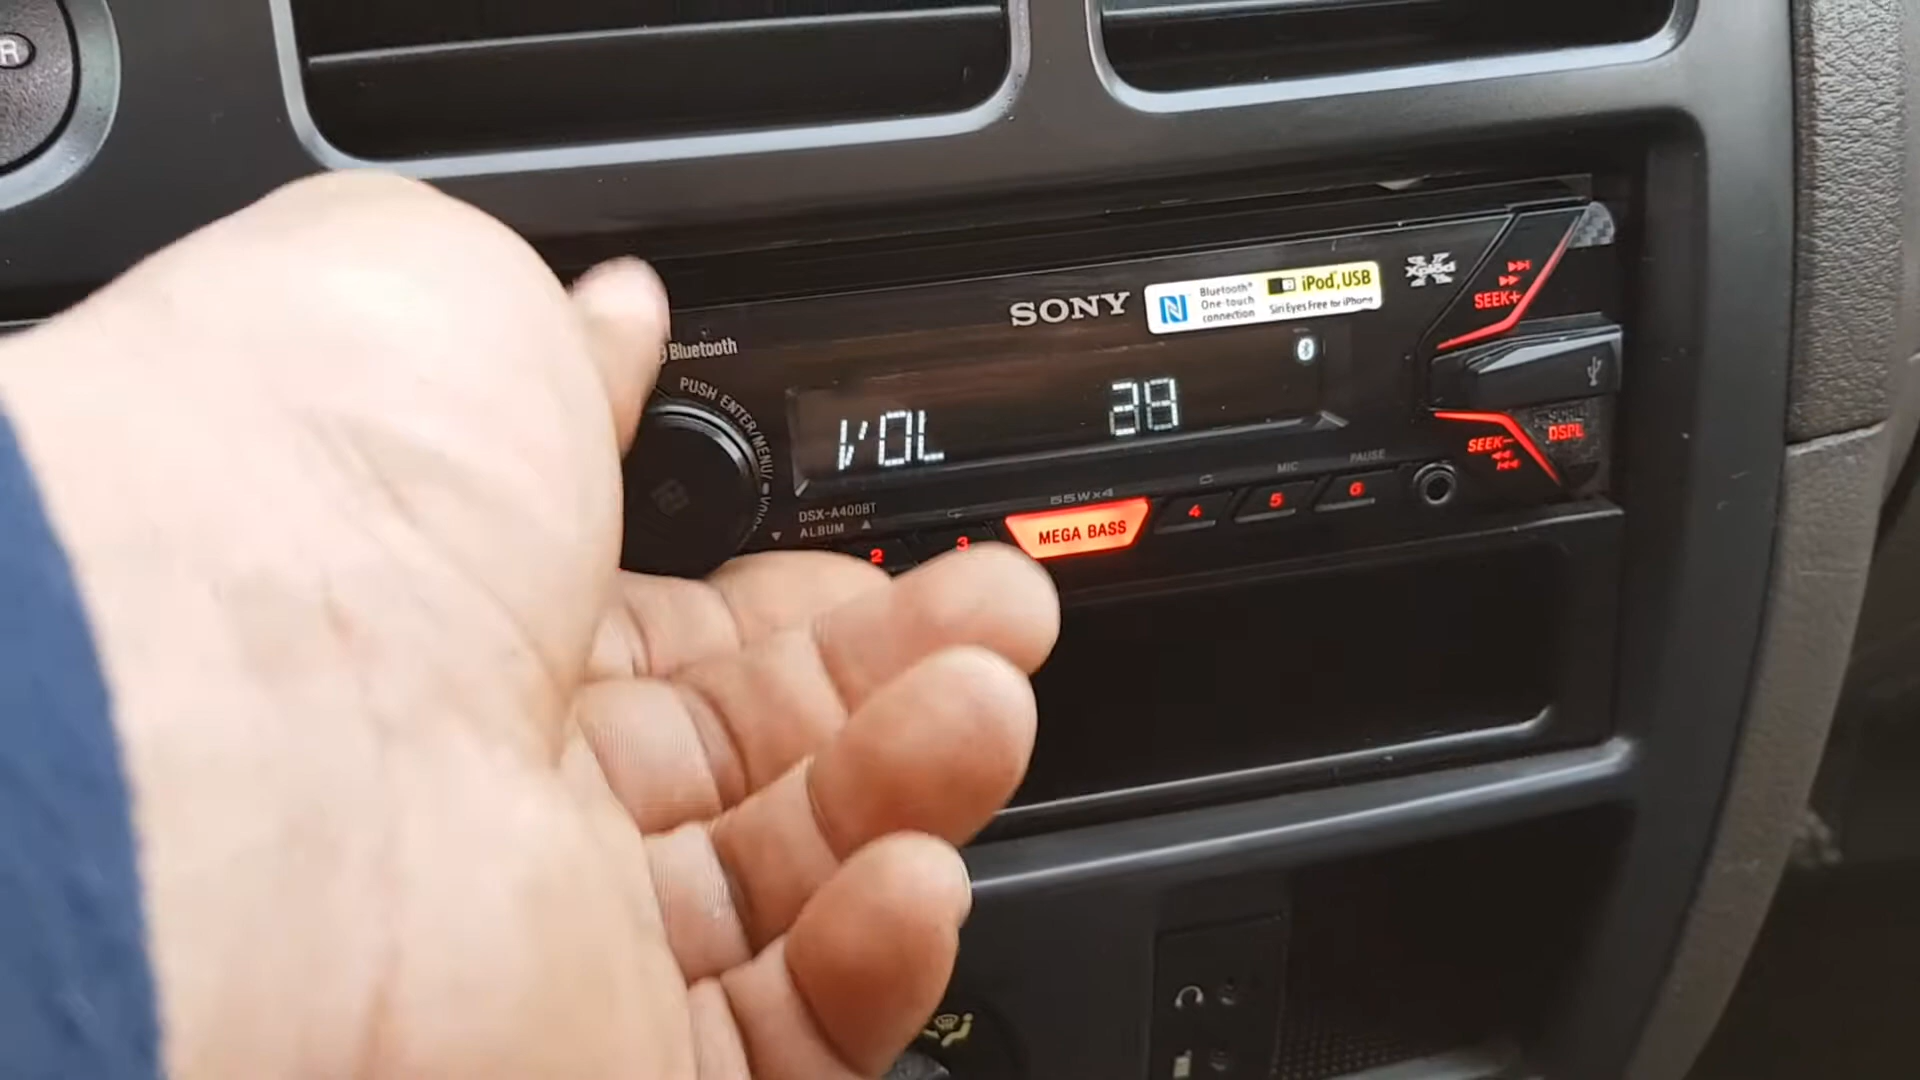 R
SONY
Bluetooth®
One-touch
connection
iPod, USB
Siri Eyes Free for iPhone
Xplod
SEEK+
Bluetooth
PUSH ENTER/MENU/
VOL
DSX-A400BT
ALBUM
55W×4
MIC
PAUSE
SEEK-
DSPL
2
3
MEGA BASS
4
5
6